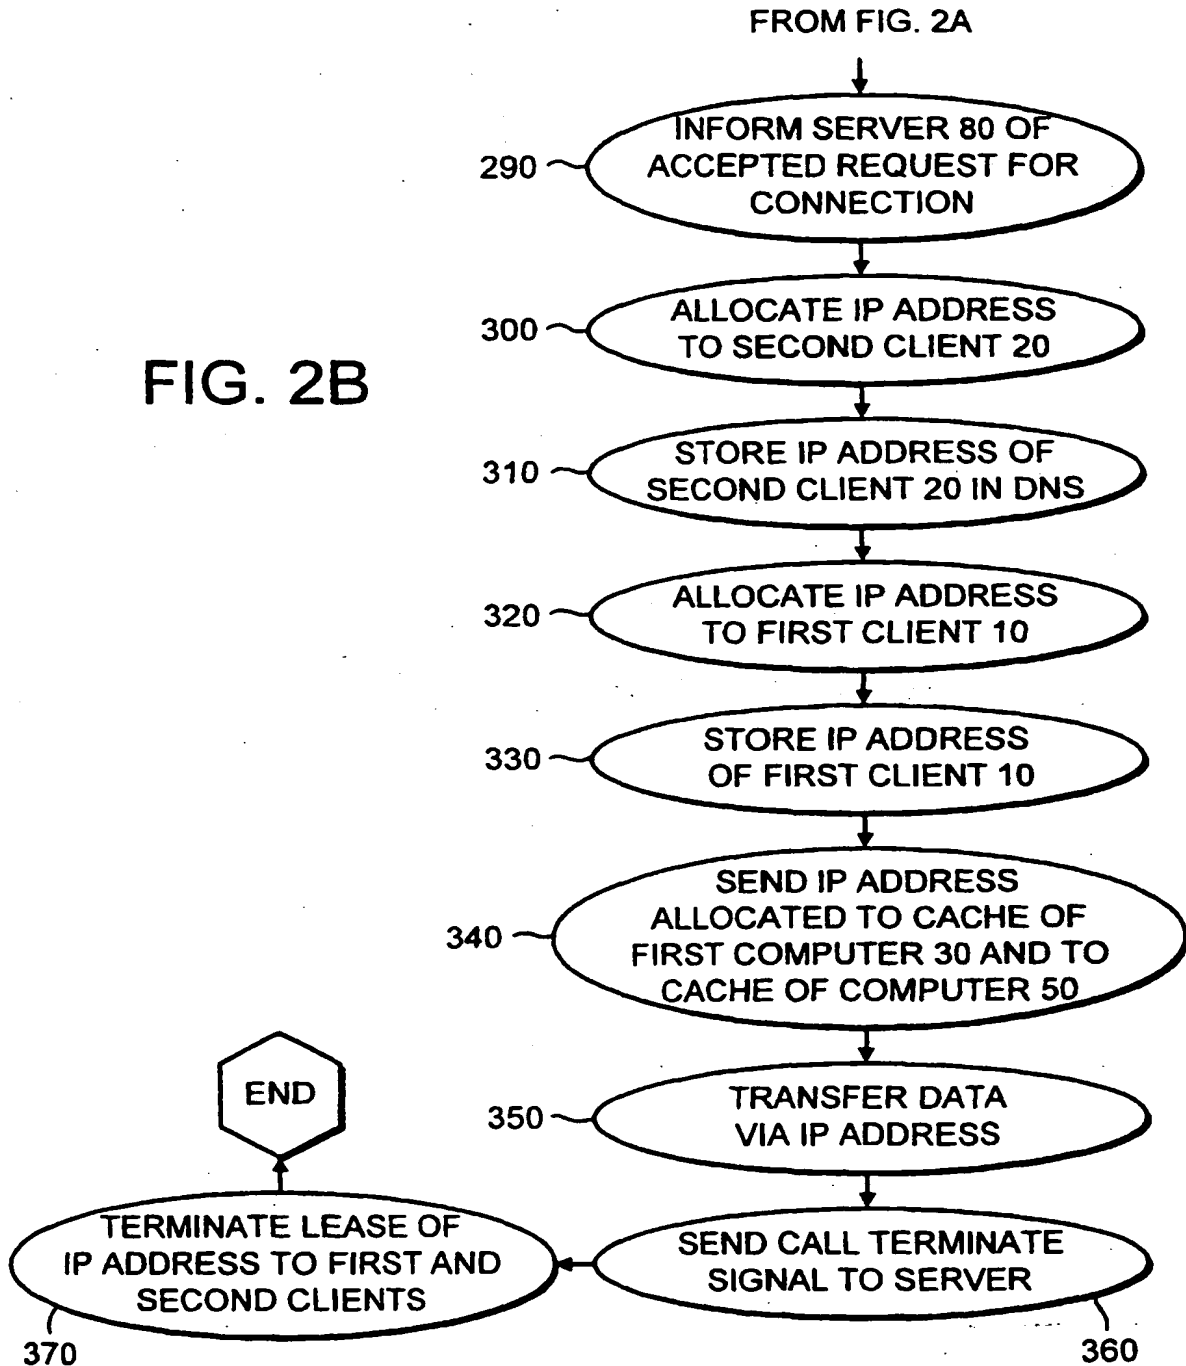 FROM FIG. 2A
290
INFORM SERVER 80 OF
ACCEPTED REQUEST FOR
CONNECTION
300
ALLOCATE IP ADDRESS
TO SECOND CLIENT 20
FIG. 2B
310
STORE IP ADDRESS OF
SECOND CLIENT 20 IN DNS
320
ALLOCATE IP ADDRESS
TO FIRST CLIENT 10
330
STORE IP ADDRESS
OF FIRST CLIENT 10
340
SEND IP ADDRESS
ALLOCATED TO CACHE OF
FIRST COMPUTER 30 AND TO
CACHE OF COMPUTER 50
350
TRANSFER DATA
VIA IP ADDRESS
SEND CALL TERMINATE
SIGNAL TO SERVER
360
TERMINATE LEASE OF
IP ADDRESS TO FIRST AND
SECOND CLIENTS
370
END